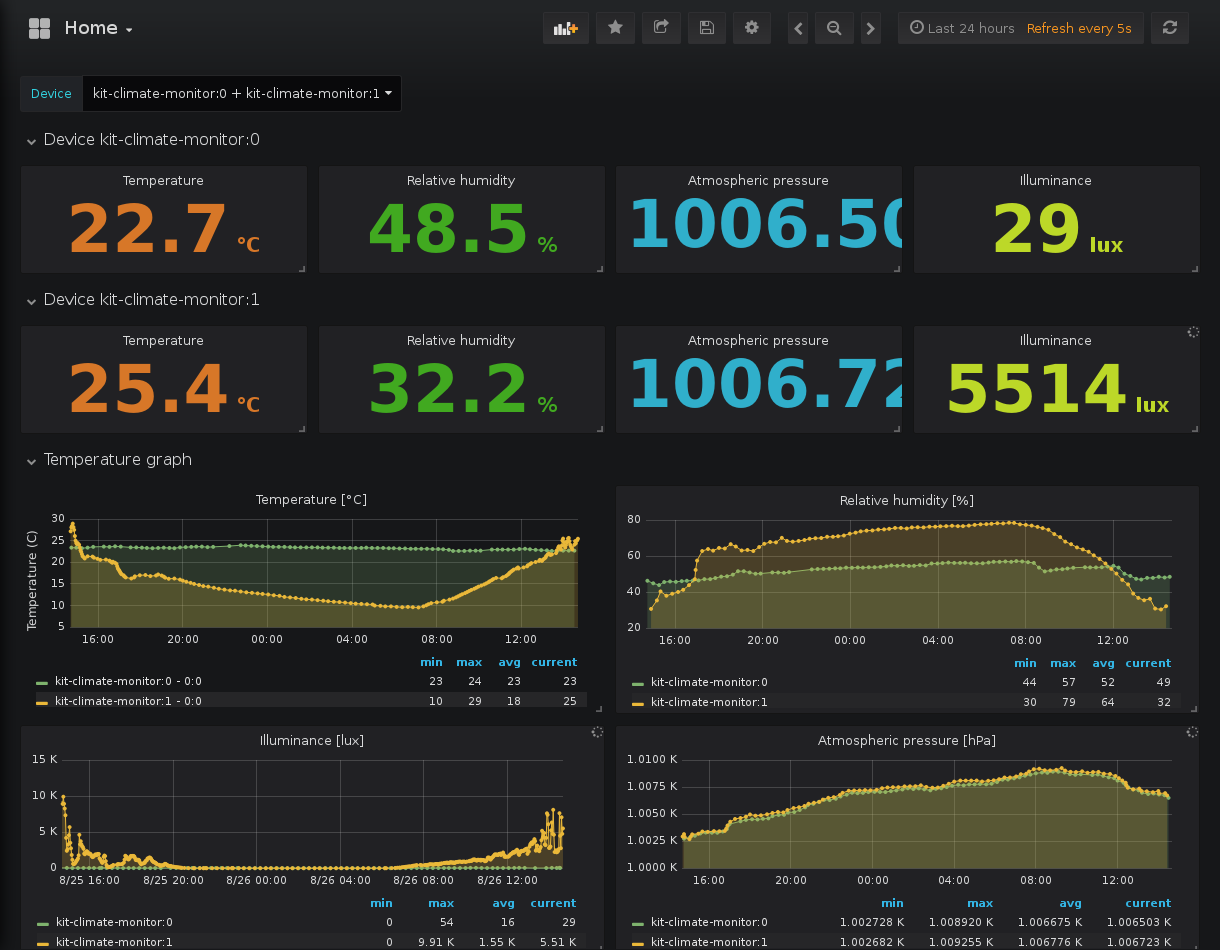 Home
Last 24 hours Refresh every 5s
Device kit-climate-monitor:0 + kit-climate-monitor:1
Device kit-climate-monitor:0
Temperature Relative humidity Atmospheric pressure Illuminance
22.7 °C 48.5 % 1006.50 29 lux
Device kit-climate-monitor:1
Temperature Relative humidity Atmospheric pressure Illuminance
25.4 °C 32.2 % 1006.72 5514 lux
Temperature graph
Temperature [°C]
Temperature (C)
30
25
20
15
10
5
16:00 20:00 00:00 04:00 08:00 12:00
min max avg current
kit-climate-monitor:0 - 0:0 23 24 23 23
kit-climate-monitor:1 - 0:0 10 29 18 25
Relative humidity [%]
80
60
40
20
16:00 20:00 00:00 04:00 08:00 12:00
min max avg current
kit-climate-monitor:0 44 57 52 49
kit-climate-monitor:1 30 79 64 32
Illuminance [lux]
15 K
10 K
5 K
0
8/25 16:00 8/25 20:00 8/26 00:00 8/26 04:00 8/26 08:00 8/26 12:00
min max avg current
kit-climate-monitor:0 0 54 16 29
kit-climate-monitor:1 0 9.91 K 1.55 K 5.51 K
Atmospheric pressure [hPa]
1.0100 K
1.0075 K
1.0050 K
1.0025 K
1.0000 K
16:00 20:00 00:00 04:00 08:00 12:00
min max avg current
kit-climate-monitor:0 1.002728 K 1.008920 K 1.006675 K 1.006503 K
kit-climate-monitor:1 1.002682 K 1.009255 K 1.006776 K 1.006723 K